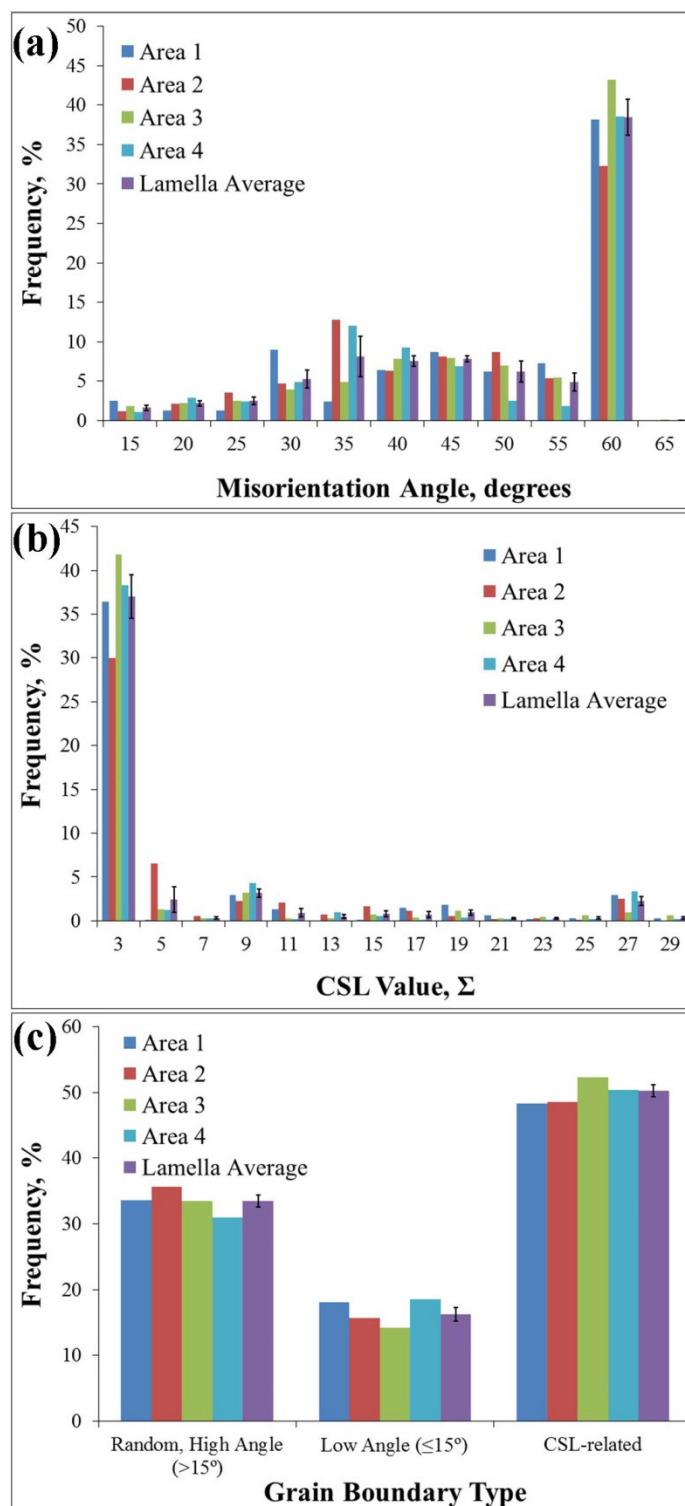 (a)
Area 1
Area 2
Area 3
Area 4
Lamella Average
Frequency, %
50
45
40
35
30
25
20
15
10
5
0
15 20 25 30 35 40 45 50 55 60 65
Misorientation Angle, degrees
(b)
Area 1
Area 2
Area 3
Area 4
Lamella Average
Frequency, %
45
40
35
30
25
20
15
10
5
0
3 5 7 9 11 13 15 17 19 21 23 25 27 29
CSL Value, Σ
(c)
Area 1
Area 2
Area 3
Area 4
Lamella Average
Frequency, %
60
50
40
30
20
10
0
Random, High Angle Low Angle (≤15º) CSL-related
(>15º)
Grain Boundary Type